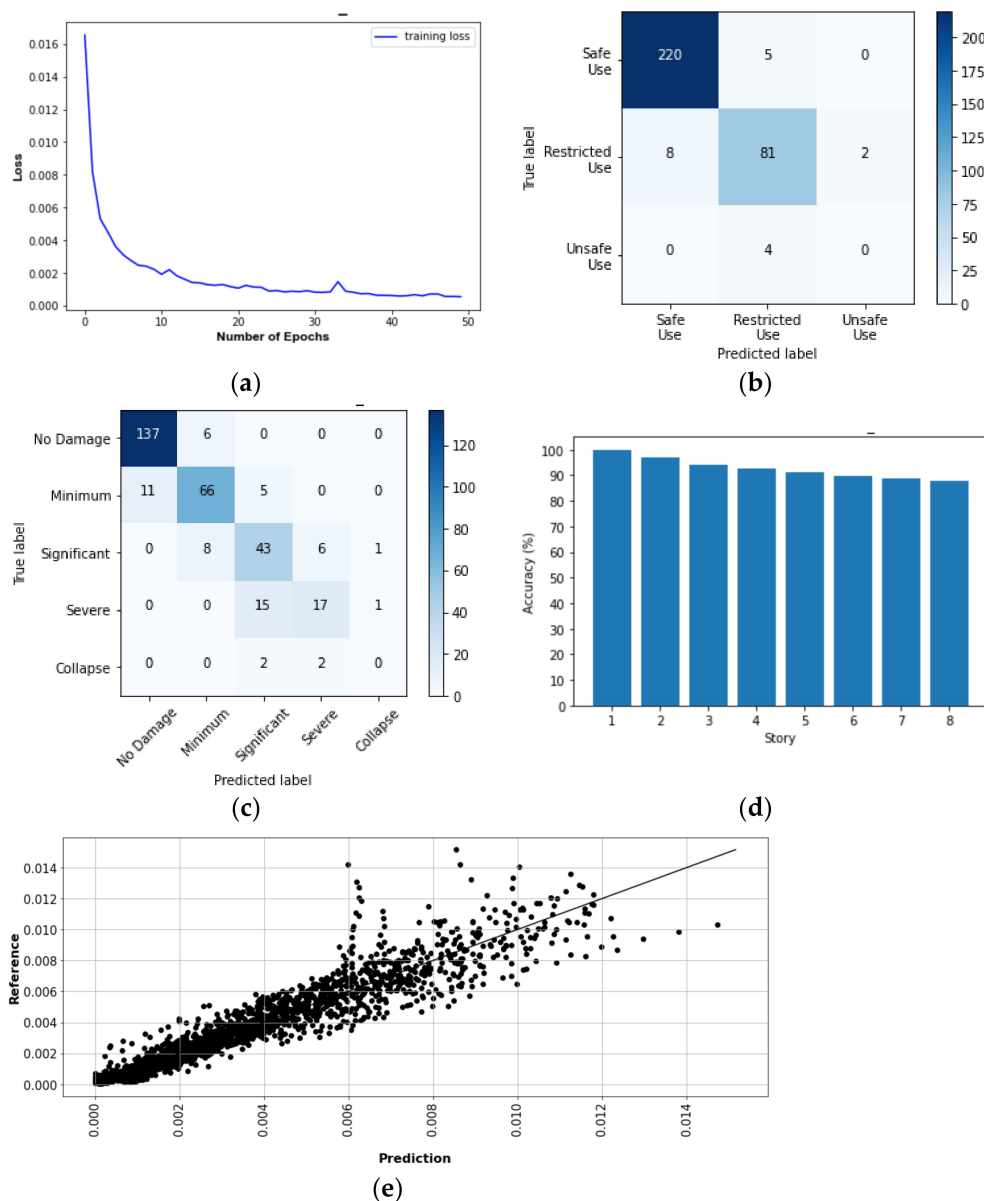 training loss
0.016
0.014
0.012
0.010
0.008
0.006
0.004
0.002
0.000
Loss
0 10 20 30 40 50
Number of Epochs
(a)
Safe
Use
Restricted
Use
Unsafe
Use
True label
220 5 0
8 81 2
0 4 0
Safe
Use
Restricted
Use
Unsafe
Use
Predicted label
200
175
150
125
100
75
50
25
0
(b)
No Damage
Minimum
Significant
Severe
Collapse
True label
137 6 0 0 0
11 66 5 0 0
0 8 43 6 1
0 0 15 17 1
0 0 2 2 0
No Damage
Minimum
Significant
Severe
Collapse
Predicted label
120
100
80
60
40
20
0
(c)
100
90
80
70
60
50
40
30
20
10
0
Accuracy (%)
1 2 3 4 5 6 7 8
Story
(d)
0.014
0.012
0.010
0.008
0.006
0.004
0.002
0.000
Reference
0.000
0.002
0.004
0.006
0.008
0.010
0.012
0.014
Prediction
(e)